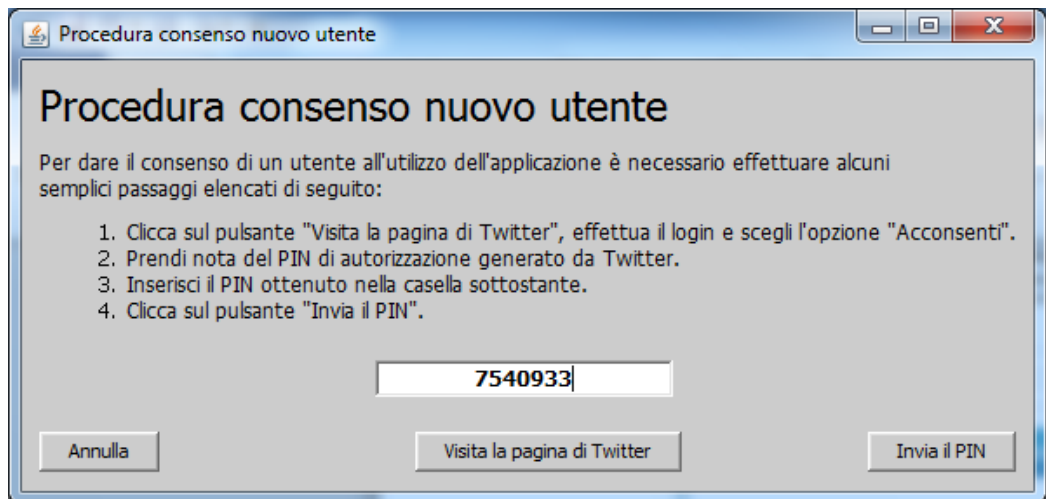 Procedura consenso nuovo utente
Procedura consenso nuovo utente
Per dare il consenso di un utente all'utilizzo dell'applicazione è necessario effettuare alcuni
semplici passaggi elencati di seguito:
1. Clicca sul pulsante "Visita la pagina di Twitter", effettua il login e scegli l'opzione "Acconsenti".
2. Prendi nota del PIN di autorizzazione generato da Twitter.
3. Inserisci il PIN ottenuto nella casella sottostante.
4. Clicca sul pulsante "Invia il PIN".
7540933
Annulla Visita la pagina di Twitter Invia il PIN